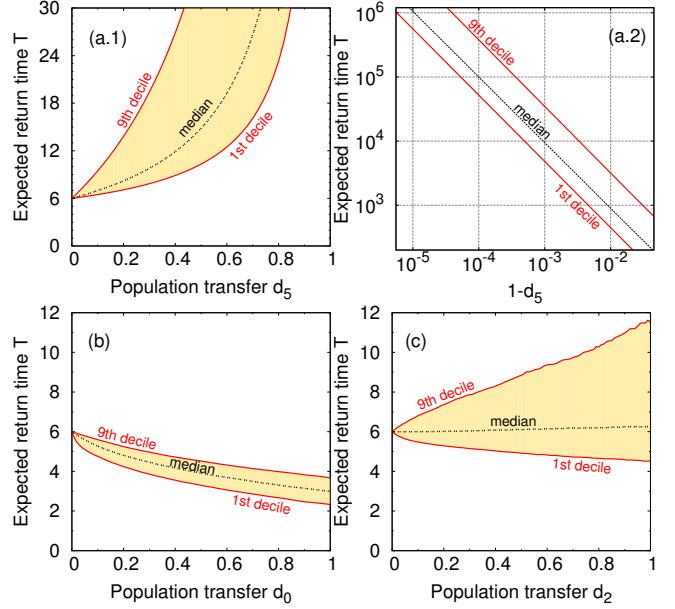 (a.1)
Expected return time T
30
24
18
12
6
0
9th decile
median
1st decile
0 0.2 0.4 0.6 0.8 1
Population transfer d5
(a.2)
Expected return time T
10^6
10^5
10^4
10^3
9th decile
median
1st decile
10^-5 10^-4 10^-3 10^-2
1-d5
(b)
Expected return time T
12
10
8
6
4
2
0
9th decile
median
1st decile
0 0.2 0.4 0.6 0.8 1
Population transfer d0
(c)
Expected return time T
12
10
8
6
4
2
0
9th decile
median
1st decile
0 0.2 0.4 0.6 0.8 1
Population transfer d2